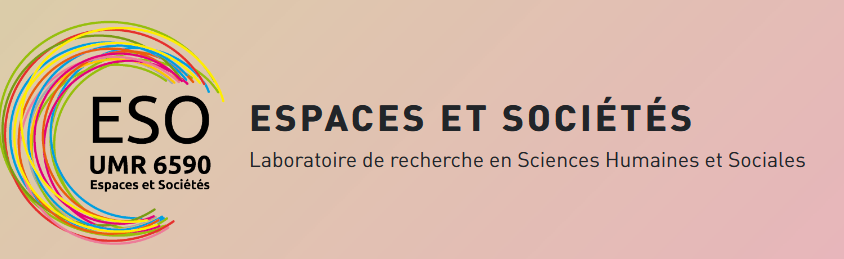 ESO
UMR 6590
Espaces et Sociétés
ESPACES ET SOCIÉTÉS
Laboratoire de recherche en Sciences Humaines et Sociales